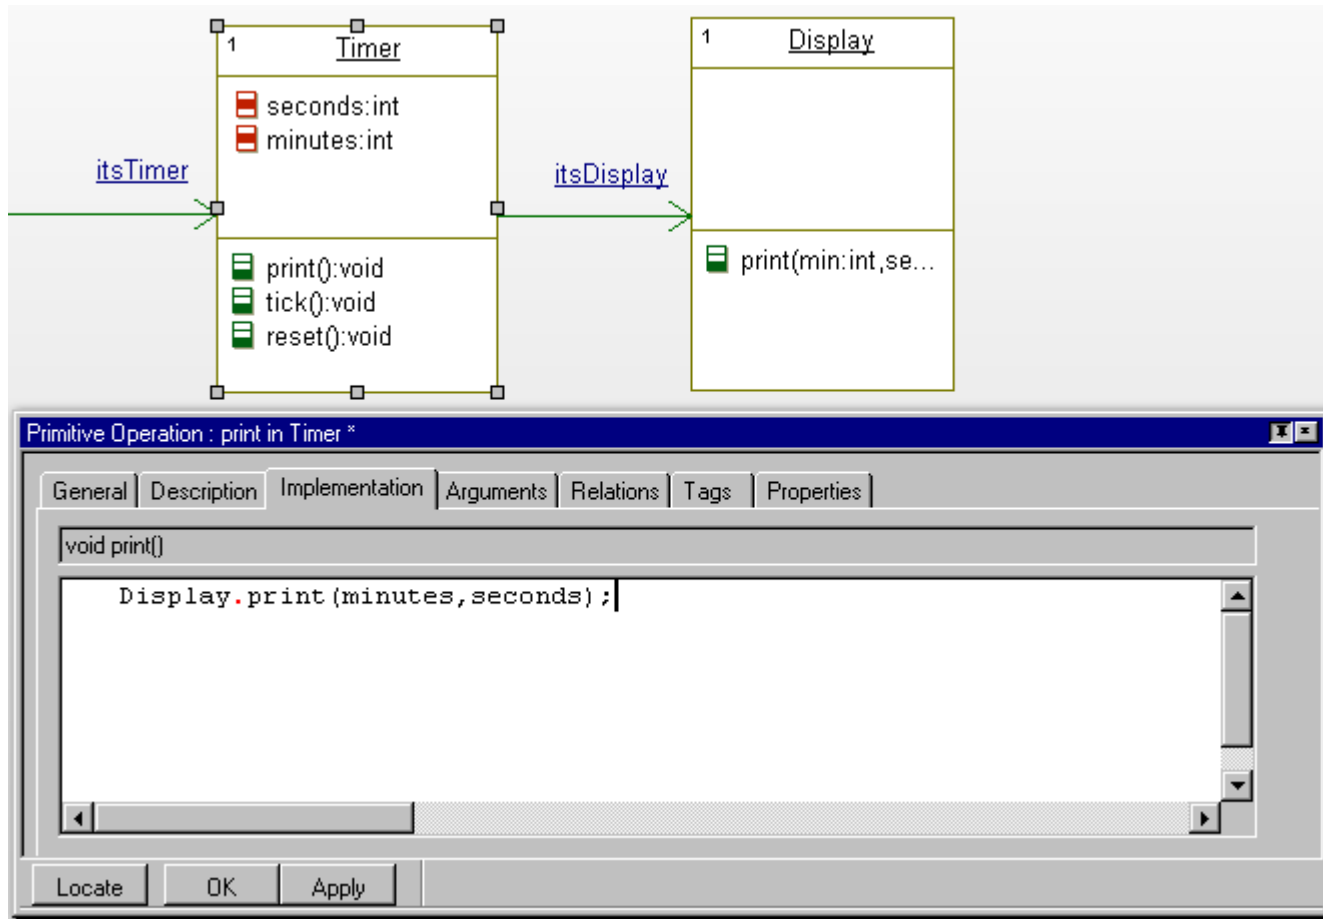 1 Timer
seconds:int
minutes:int
itsTimer
print():void
tick():void
reset():void
itsDisplay
1 Display
print(min:int,se...
Primitive Operation : print in Timer *
General Description Implementation Arguments Relations Tags Properties
void print()
Display.print(minutes,seconds);
Locate OK Apply